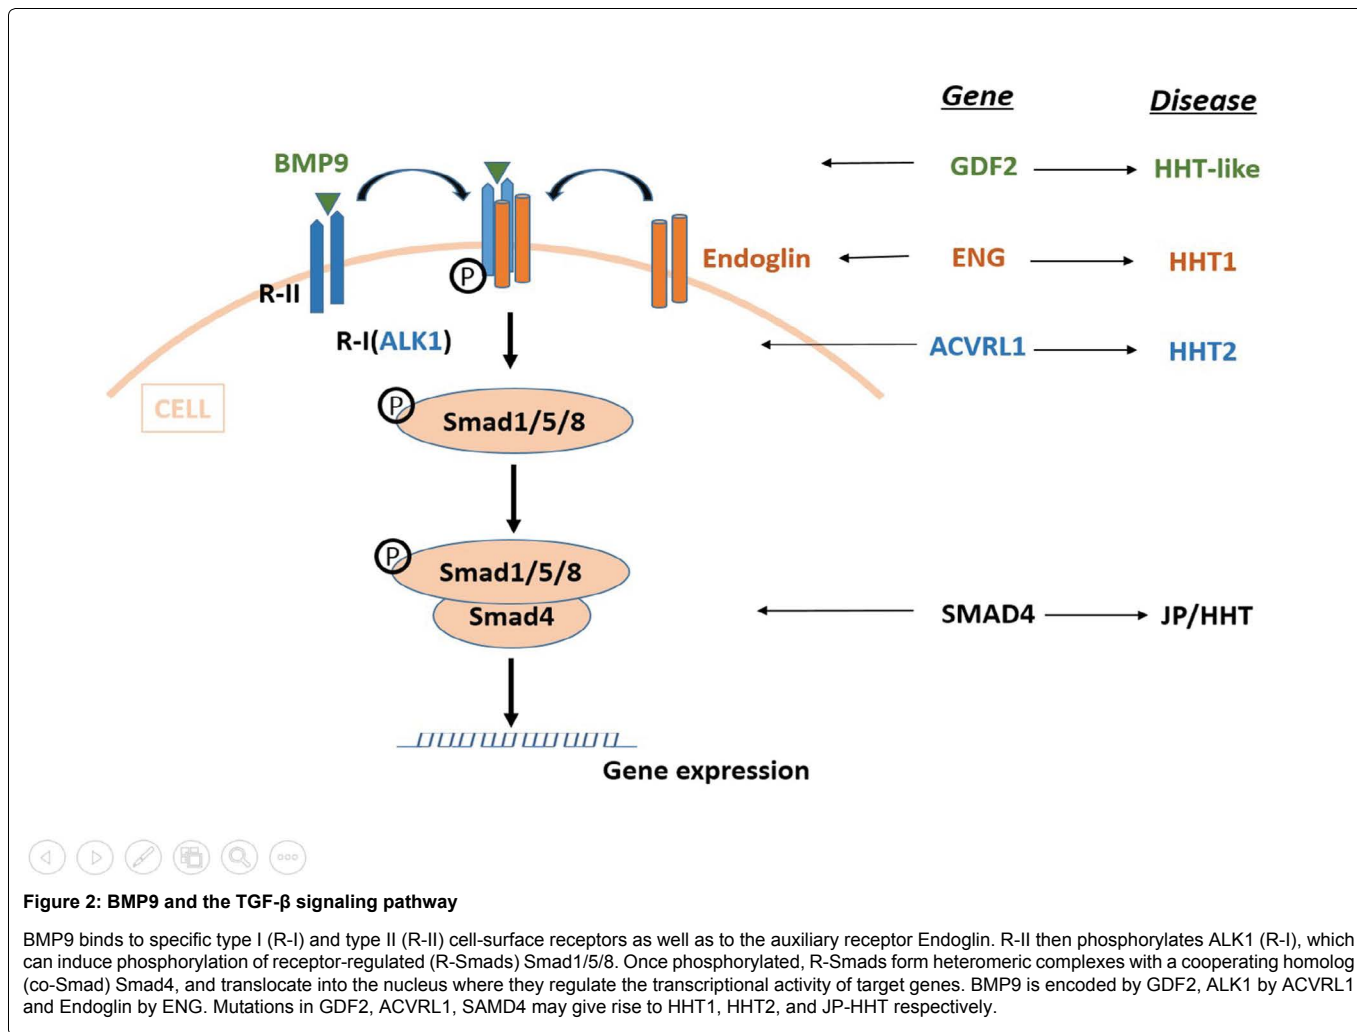 Gene
Disease
BMP9
GDF2
HHT-like
Endoglin
ENG
HHT1
P
R-II
R-I(ALK1)
ACVRL1
HHT2
CELL
P
Smad1/5/8
P
Smad1/5/8
Smad4
SMAD4
JP/HHT
Gene expression
Figure 2: BMP9 and the TGF-β signaling pathway
BMP9 binds to specific type I (R-I) and type II (R-II) cell-surface receptors as well as to the auxiliary receptor Endoglin. R-II then phosphorylates ALK1 (R-I), which
can induce phosphorylation of receptor-regulated (R-Smads) Smad1/5/8. Once phosphorylated, R-Smads form heteromeric complexes with a cooperating homolog
(co-Smad) Smad4, and translocate into the nucleus where they regulate the transcriptional activity of target genes. BMP9 is encoded by GDF2, ALK1 by ACVRL1
and Endoglin by ENG. Mutations in GDF2, ACVRL1, SAMD4 may give rise to HHT1, HHT2, and JP-HHT respectively.